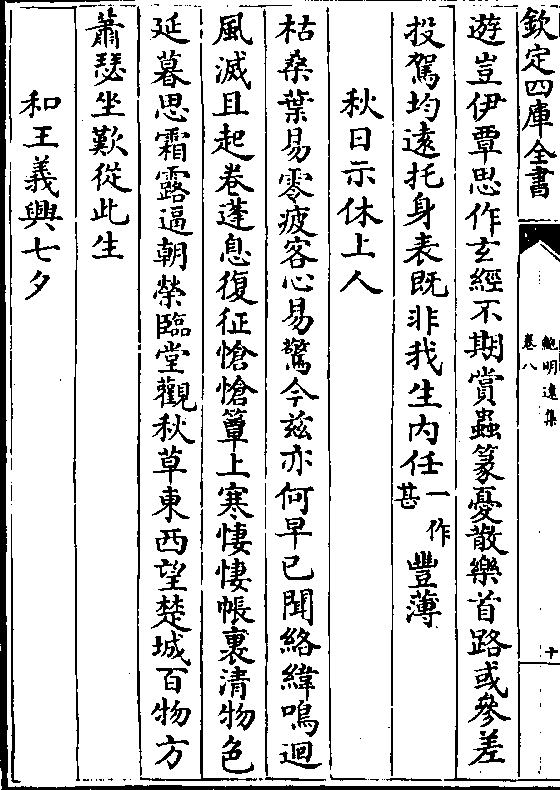 欽定四庫全書
鮑明遠集
卷八
十
遊豈伊覃思作玄經不期賞蟲篆憂散樂首路或參差
投駕均遠托身表既非我生内任一作甚豐薄
秋日示休上人
枯桑葉易零疲客心易驚今兹亦何早已聞絡緯鳴迴
風滅且起卷蓬息復征愴愴簟上寒悽悽帳裏清物色
延暮思霜露逼朝榮臨堂觀秋草東西望楚城百物方
蕭瑟坐歎從此生
和王義興七夕